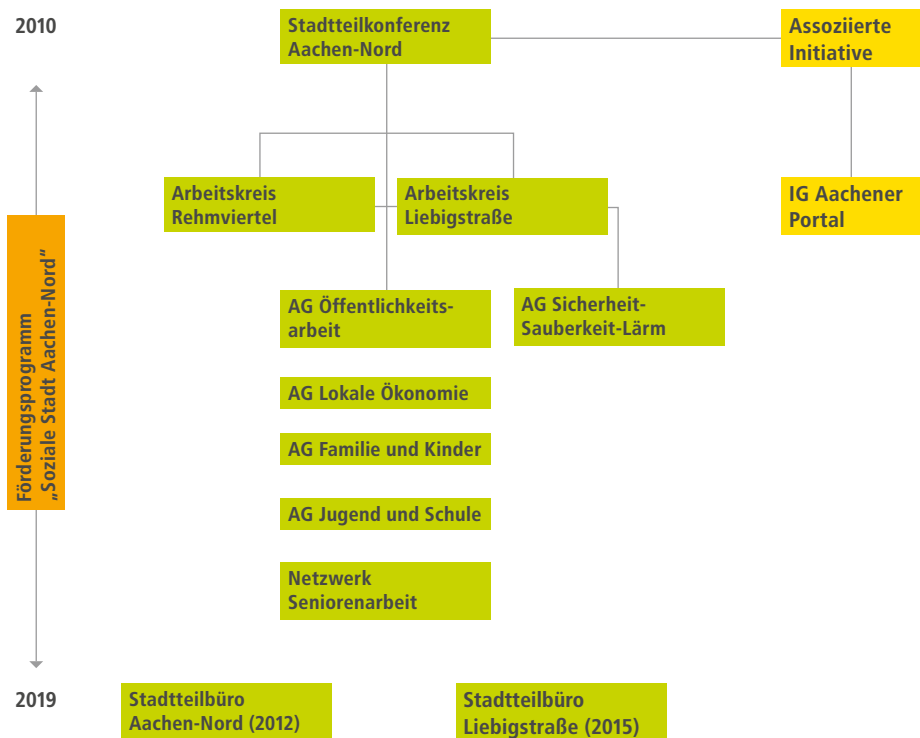 2010
Stadtteilkonferenz
Aachen-Nord
Assoziierte
Initiative
Arbeitskreis
Rehmviertel
Arbeitskreis
Liebigstraße
IG Aachener
Portal
Förderungsprogramm
„Soziale Stadt Aachen-Nord“
AG Öffentlichkeits-
arbeit
AG Sicherheit-
Sauberkeit-Lärm
AG Lokale Ökonomie
AG Familie und Kinder
AG Jugend und Schule
Netzwerk
Seniorenarbeit
2019
Stadtteilbüro
Aachen-Nord (2012)
Stadtteilbüro
Liebigstraße (2015)